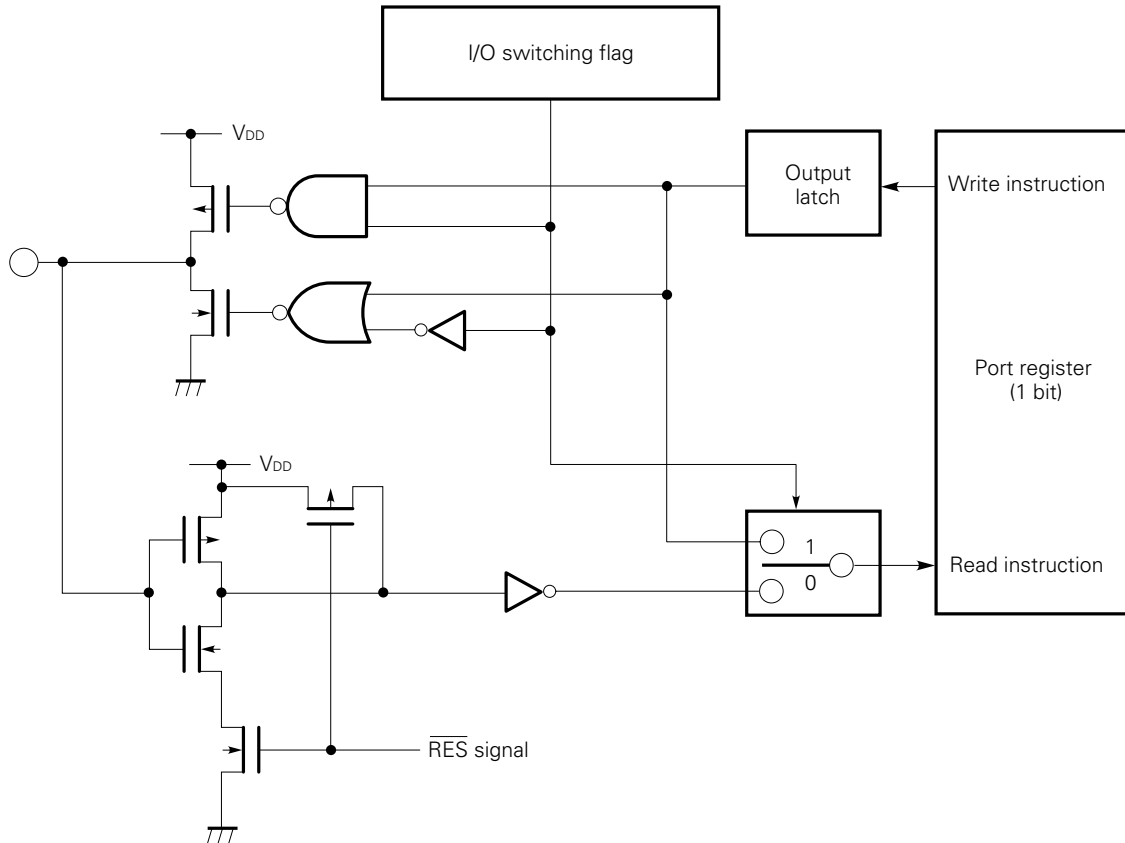 I/O switching flag
VDD
Output
latch
Write instruction
Port register
(1 bit)
VDD
1
0
Read instruction
RES signal